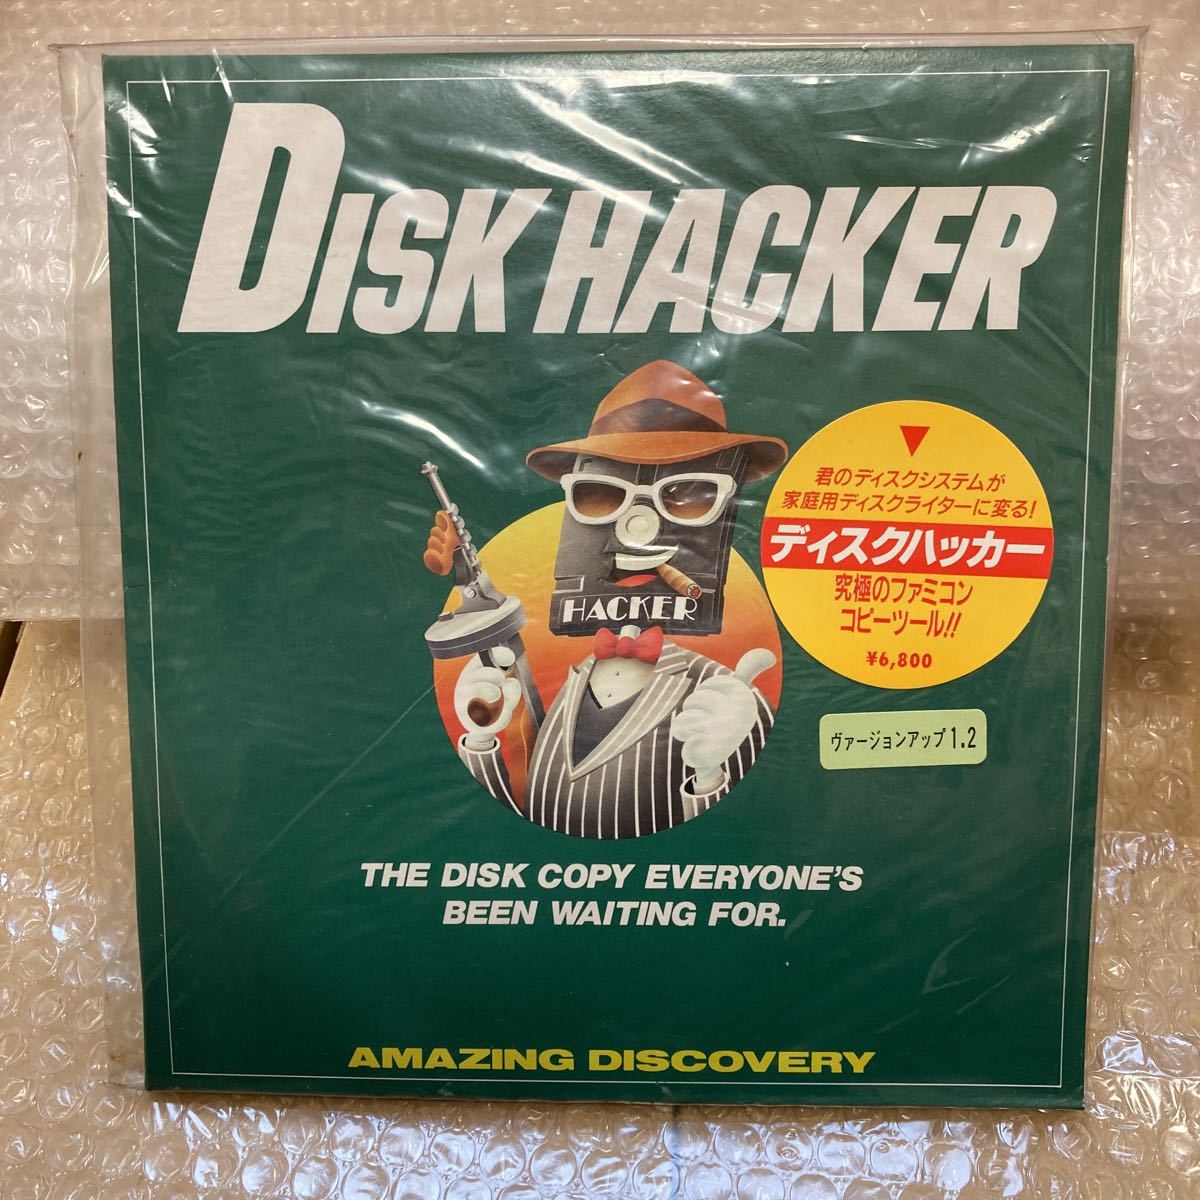 DISK HACKER
君のディスクシステムが
家庭用ディスクライターに変る!
ディスクハッカー
究極のファミコン
コピーツール!!
¥6,800
HACKER
ヴァージョンアップ1.2
THE DISK COPY EVERYONE'S
BEEN WAITING FOR.
AMAZING DISCOVERY